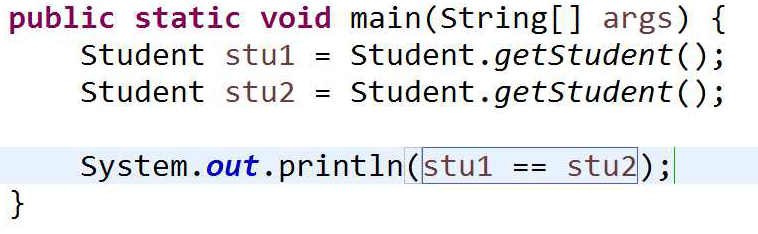 public static void main(String[] args) {
    Student stu1 = Student.getStudent();
    Student stu2 = Student.getStudent();
    System.out.println(stu1 == stu2);
}